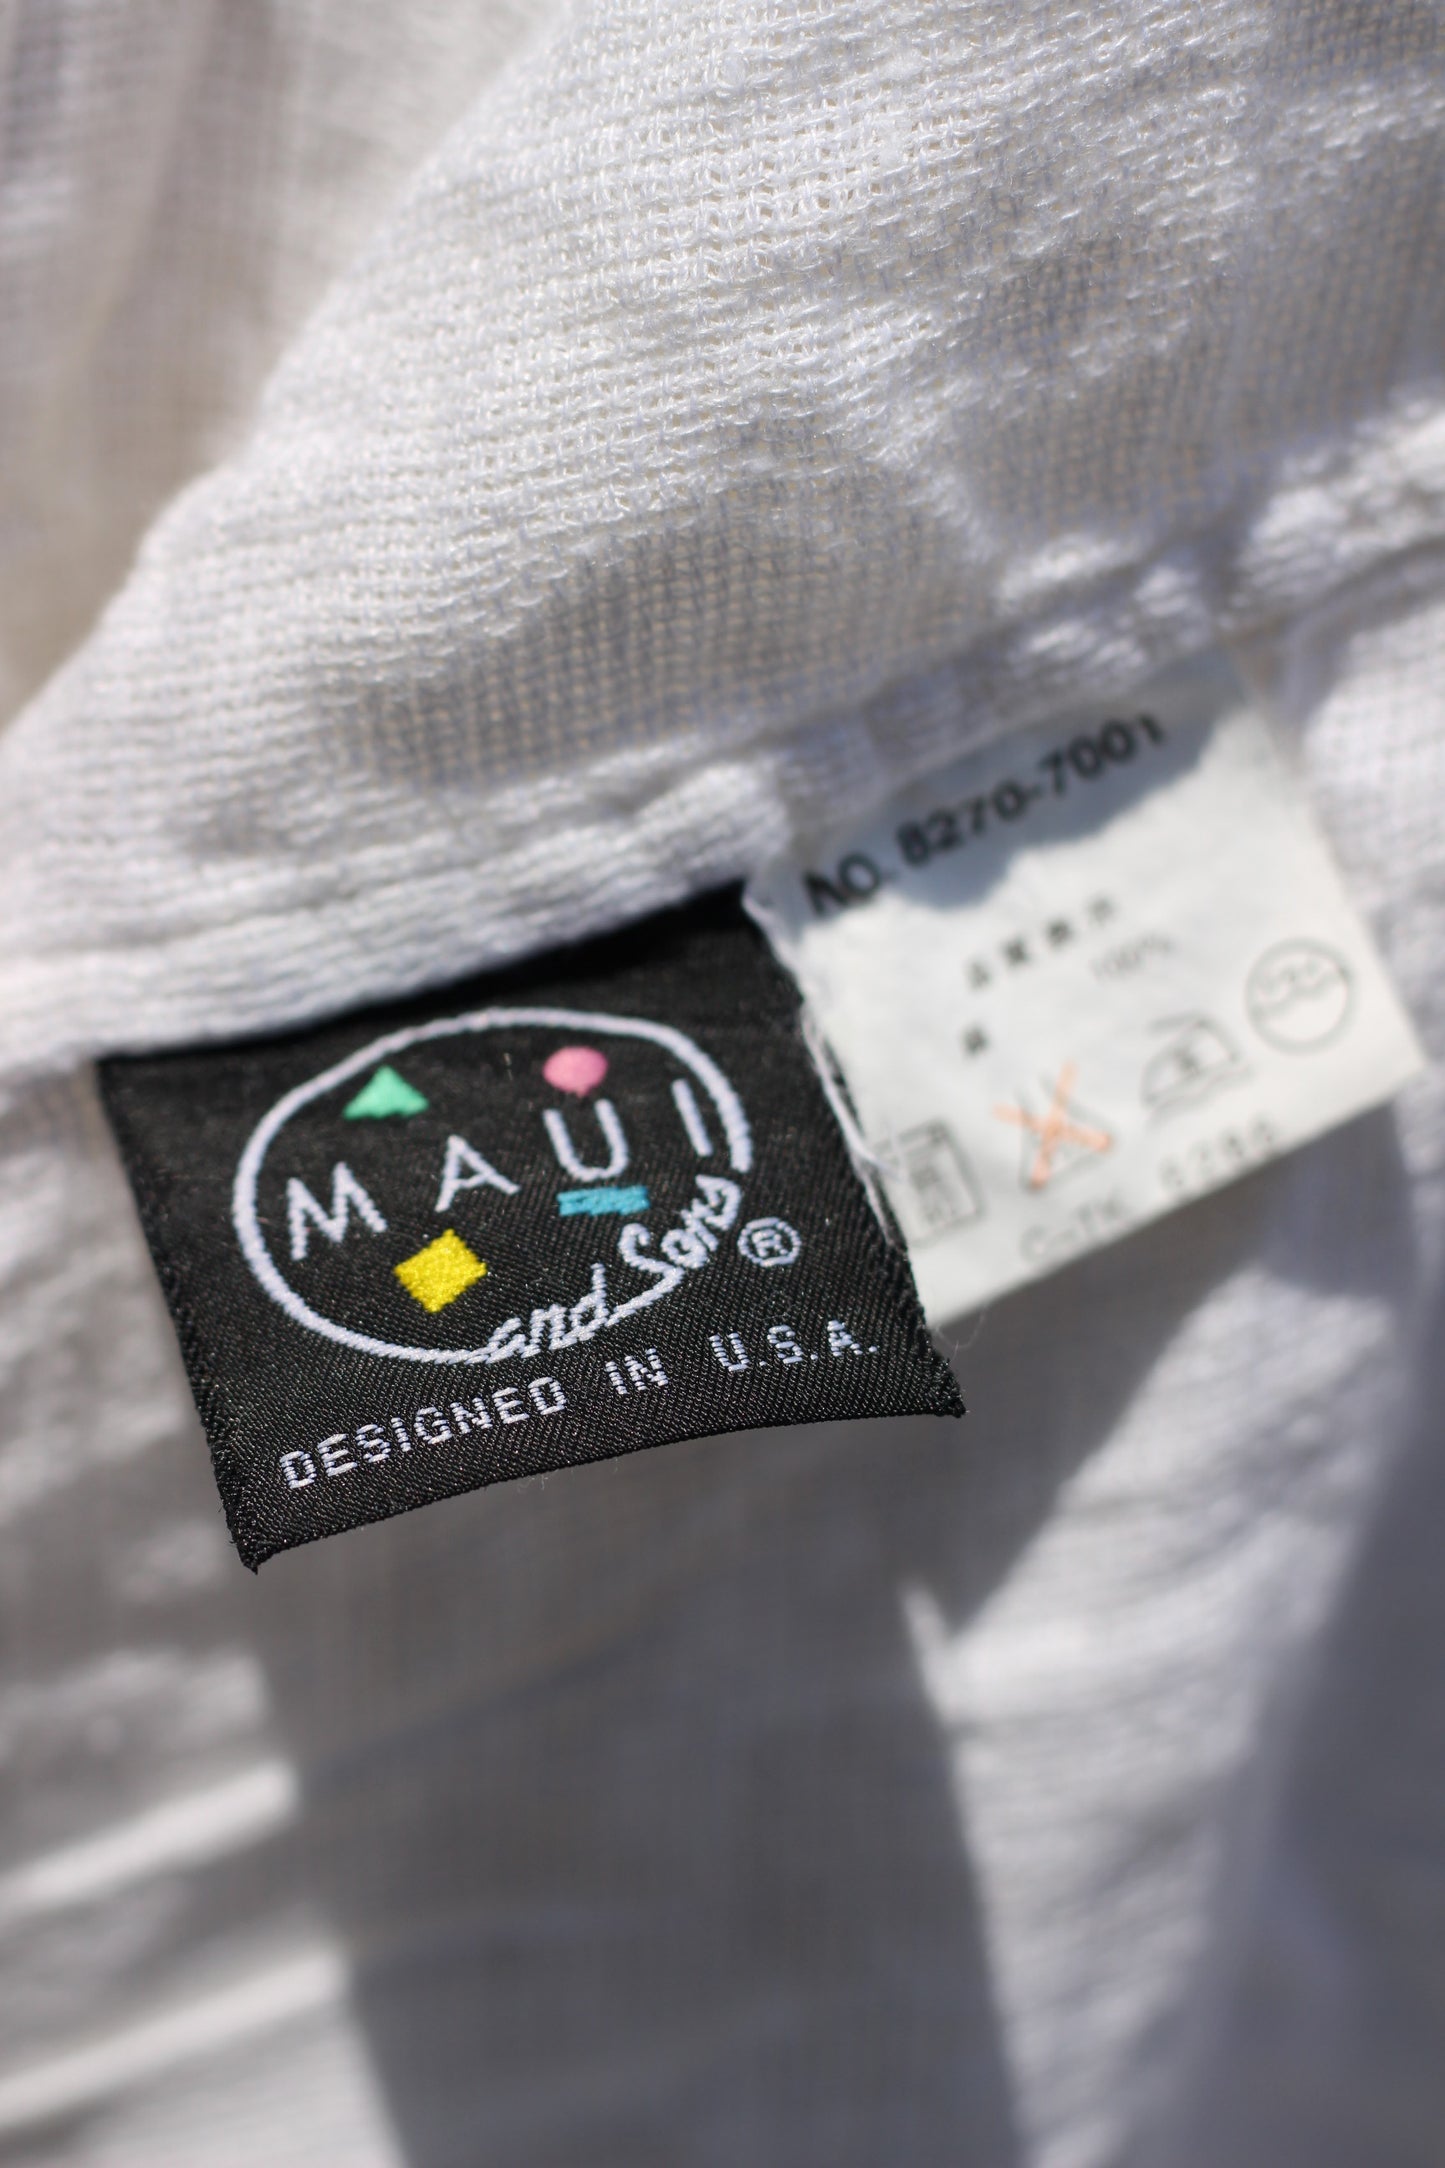 MAUI
and Sons ®
DESIGNED IN U.S.A.
NO. 8270-7001
100%